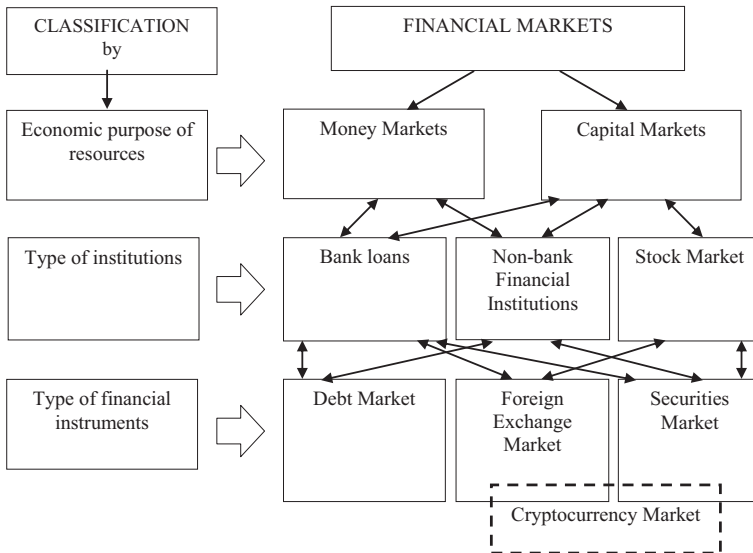 CLASSIFICATION
by
FINANCIAL MARKETS
Economic purpose of
resources
Money Markets
Capital Markets
Type of institutions
Bank loans
Non-bank
Financial
Institutions
Stock Market
Type of financial
instruments
Debt Market
Foreign
Exchange
Market
Securities
Market
Cryptocurrency Market